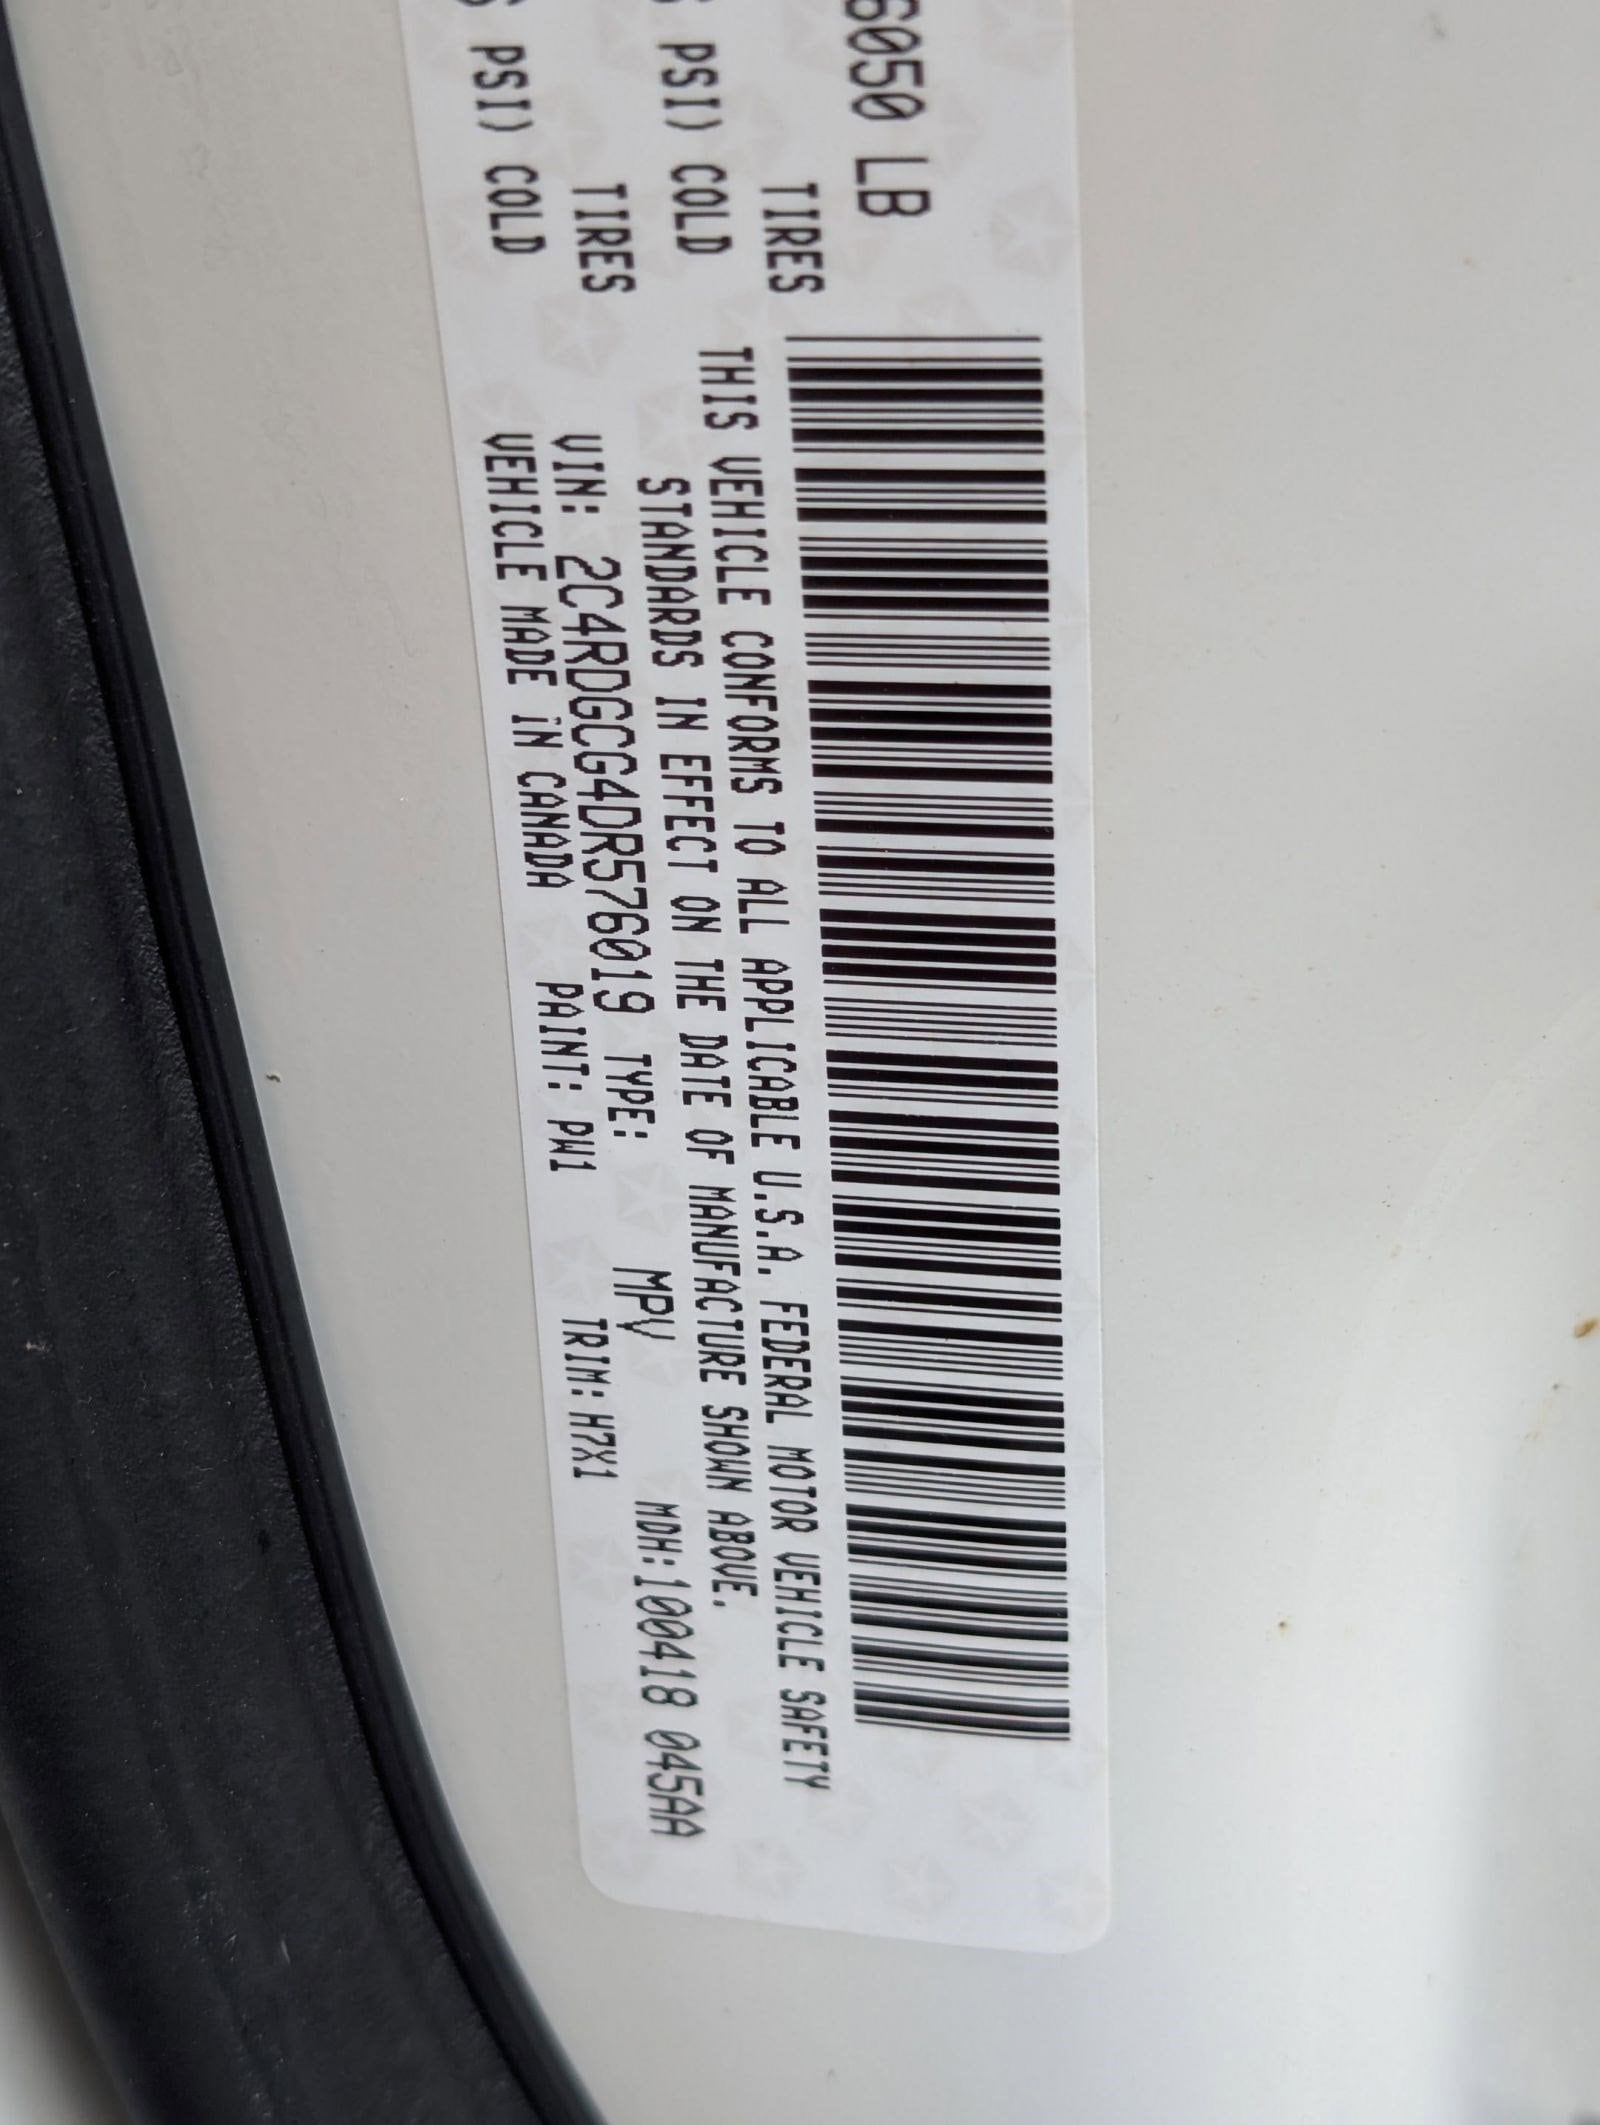 6050 LB
TIRES
PSI) COLD
TIRES
PSI) COLD
THIS VEHICLE CONFORMS TO ALL APPLICABLE U.S.A. FEDERAL MOTOR VEHICLE SAFETY
STANDARDS IN EFFECT ON THE DATE OF MANUFACTURE SHOWN ABOVE.
VIN: 2C4RDGCG4DR576019 TYPE: MPV MDH:100418 045AA
VEHICLE MADE IN CANADA PAINT: PW1 TRIM:H7X1